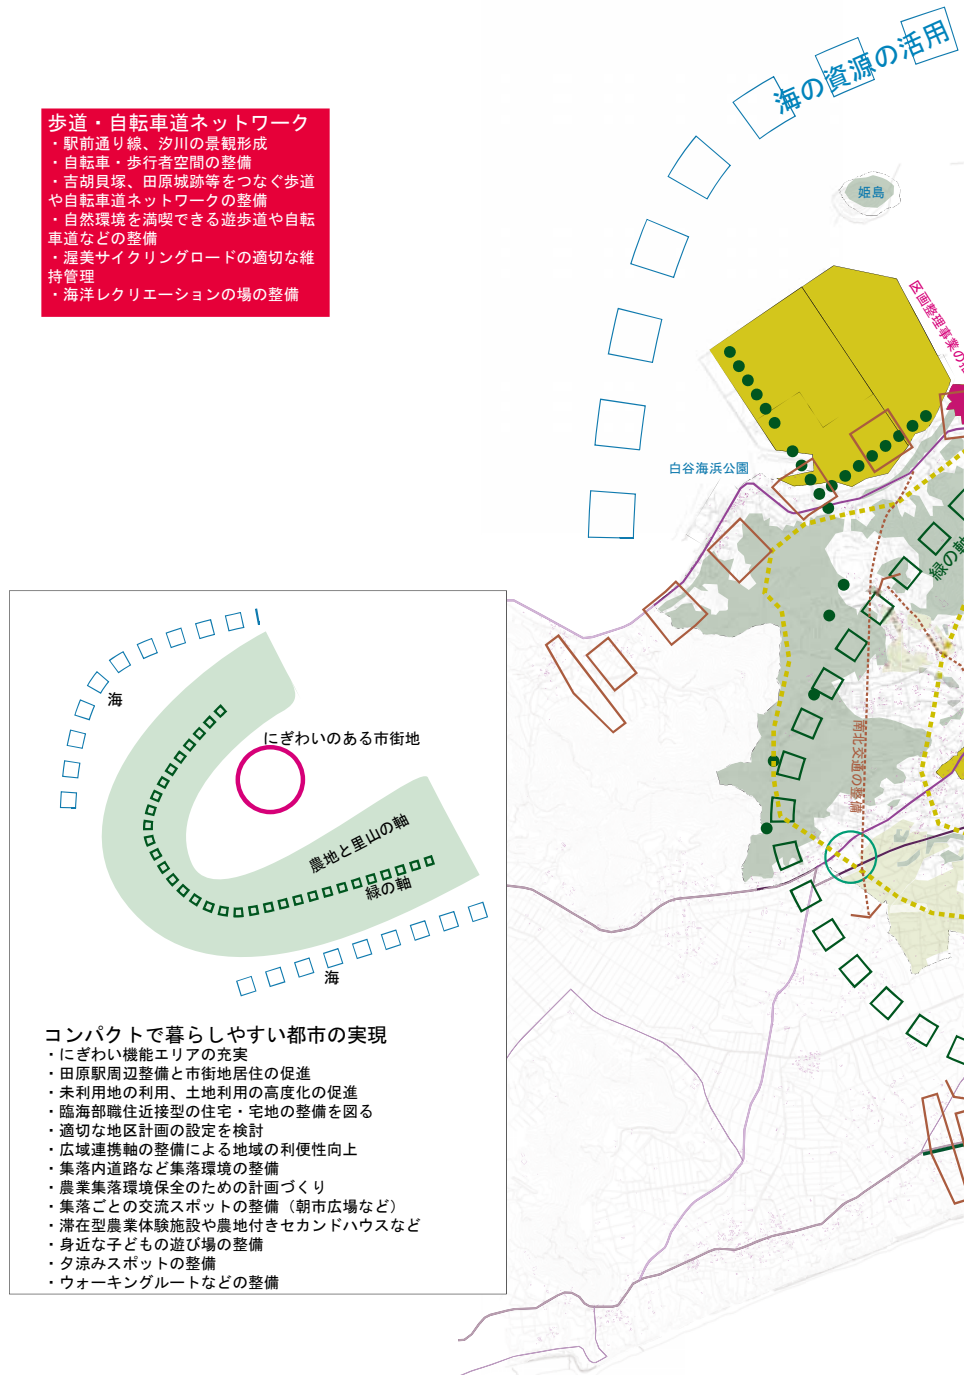 海の資源の活用
歩道・自転車道ネットワーク
・駅前通り線、汐川の景観形成
・自転車・歩行者空間の整備
・吉胡貝塚、田原城跡等をつなぐ歩道
や自転車道ネットワークの整備
・自然環境を満喫できる遊歩道や自転
車道などの整備
・渥美サイクリングロードの適切な維
持管理
・海洋レクリエーションの場の整備
姫島
区画整理事業の
白谷海浜公園
緑の軸
南北交通の整備
海
にぎわいのある市街地
農地と里山の軸
緑の軸
海
コンパクトで暮らしやすい都市の実現
・にぎわい機能エリアの充実
・田原駅周辺整備と市街地居住の促進
・未利用地の利用、土地利用の高度化の促進
・臨海部職住近接型の住宅・宅地の整備を図る
・適切な地区計画の設定を検討
・広域連携軸の整備による地域の利便性向上
・集落内道路など集落環境の整備
・農業集落環境保全のための計画づくり
・集落ごとの交流スポットの整備（朝市広場など）
・滞在型農業体験施設や農地付きセカンドハウスなど
・身近な子どもの遊び場の整備
・夕涼みスポットの整備
・ウォーキングルートなどの整備